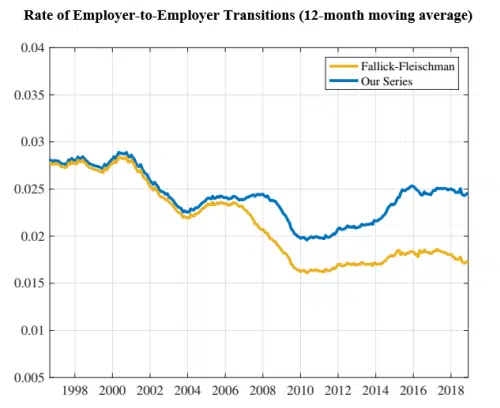 Rate of Employer-to-Employer Transitions (12-month moving average)
0.04
Fallick-Fleischman
Our Series
0.035
0.03
0.025
0.02
0.015
0.01
0.005
1998 2000 2002 2004 2006 2008 2010 2012 2014 2016 2018